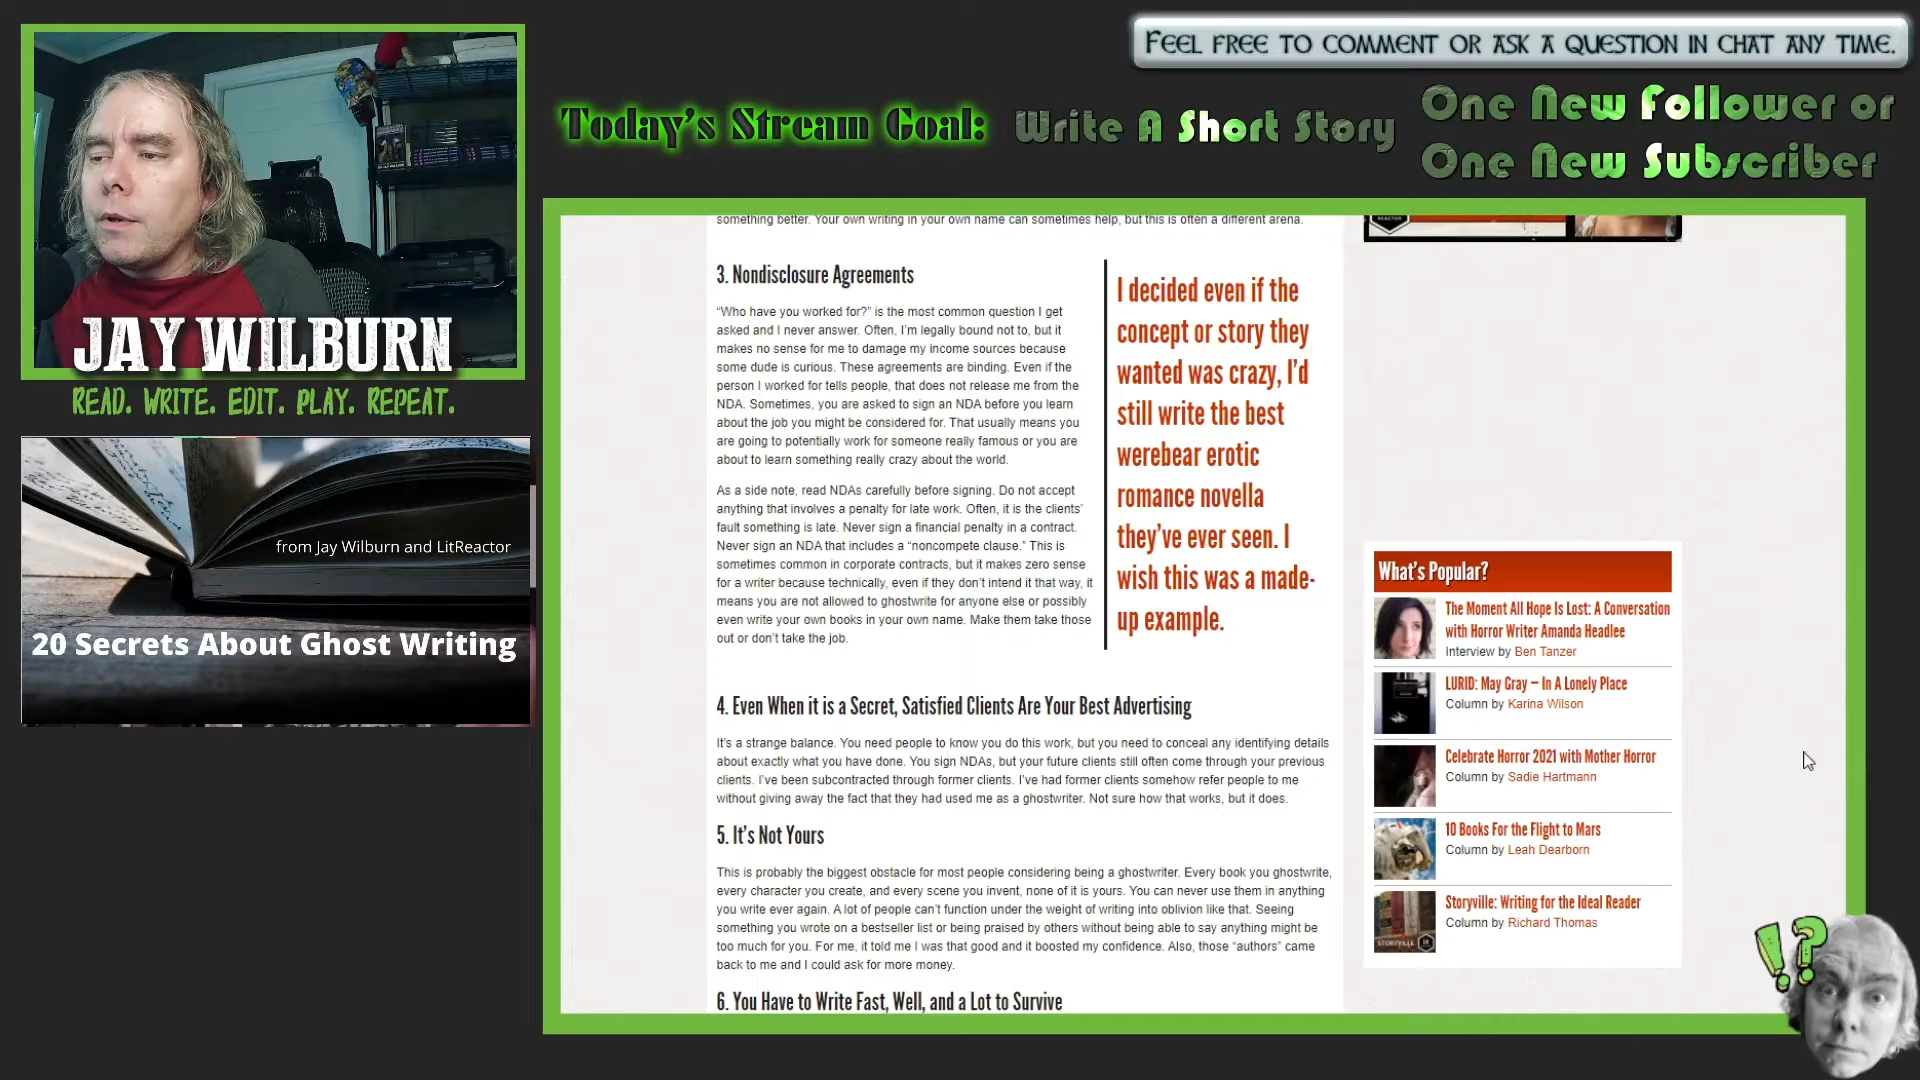 FEEL FREE TO COMMENT OR ASK A QUESTION IN CHAT ANY TIME.
Today's Stream Goal:
Write A Short Story
One New Follower or
One New Subscriber
JAY WILBURN
READ. WRITE. EDIT. PLAY. REPEAT.
from Jay Wilburn and LitReactor
20 Secrets About Ghost Writing
something better. Your own writing in your own name can sometimes help, but this is often a different arena.
3. Nondisclosure Agreements
“Who have you worked for?” is the most common question I get
asked and I never answer. Often, I’m legally bound not to, but it
makes no sense for me to damage my income sources because
some dude is curious. These agreements are binding. Even if the
person I worked for tells people, that does not release me from the
NDA. Sometimes, you are asked to sign an NDA before you learn
about the job you might be considered for. That usually means you
are going to potentially work for someone really famous or you are
about to learn something really crazy about the world.
As a side note, read NDAs carefully before signing. Do not accept
anything that involves a penalty for late work. Often, it is the clients’
fault something is late. Never sign a financial penalty in a contract.
Never sign an NDA that includes a “noncompete clause.” This is
sometimes common in corporate contracts, but it makes zero sense
for a writer because technically, even if they don’t intend it that way, it
means you are not allowed to ghostwrite for anyone else or possibly
even write your own books in your own name. Make them take those
out or don’t take the job.
I decided even if the
concept or story they
wanted was crazy, I’d
still write the best
werebear erotic
romance novella
they’ve ever seen. I
wish this was a made-
up example.
4. Even When it is a Secret, Satisfied Clients Are Your Best Advertising
It’s a strange balance. You need people to know you do this work, but you need to conceal any identifying details
about exactly what you have done. You sign NDAs, but your future clients still often come through your previous
clients. I’ve been subcontracted through former clients. I’ve had former clients somehow refer people to me
without giving away the fact that they had used me as a ghostwriter. Not sure how that works, but it does.
5. It’s Not Yours
This is probably the biggest obstacle for most people considering being a ghostwriter. Every book you ghostwrite,
every character you create, and every scene you invent, none of it is yours. You can never use them in anything
you write ever again. A lot of people can’t function under the weight of writing into oblivion like that. Seeing
something you wrote on a bestseller list or being praised by others without being able to say anything might be
too much for you. For me, it told me I was that good and it boosted my confidence. Also, those “authors” came
back to me and I could ask for more money.
6. You Have to Write Fast, Well, and a Lot to Survive
What’s Popular?
The Moment All Hope Is Lost: A Conversation
with Horror Writer Amanda Headlee
Interview by Ben Tanzer
LURID: May Gray – In A Lonely Place
Column by Karina Wilson
Celebrate Horror 2021 with Mother Horror
Column by Sadie Hartmann
10 Books For the Flight to Mars
Column by Leah Dearborn
Storyville: Writing for the Ideal Reader
Column by Richard Thomas
STORYVILLE
!?